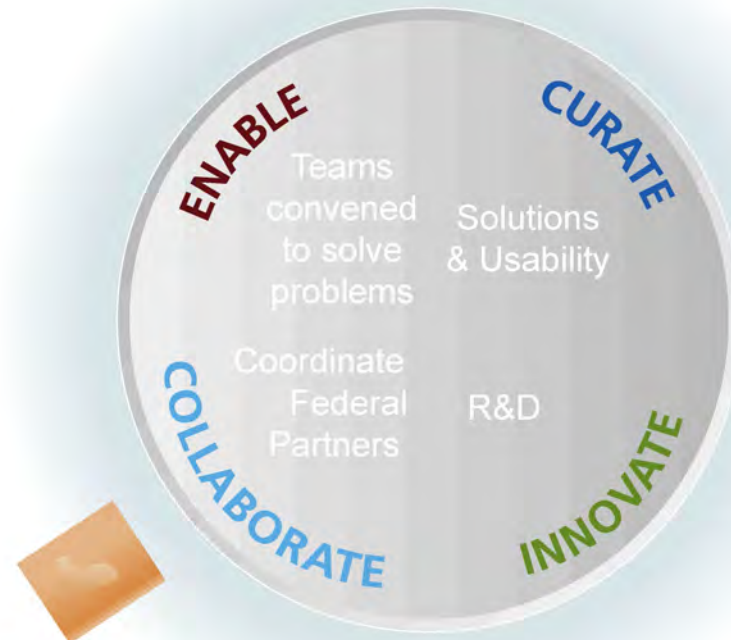 ENABLE
Teams
convened
to solve
problems
CURATE
Solutions
& Usability
COLLABORATE
Coordinate
Federal
Partners
INNOVATE
R&D